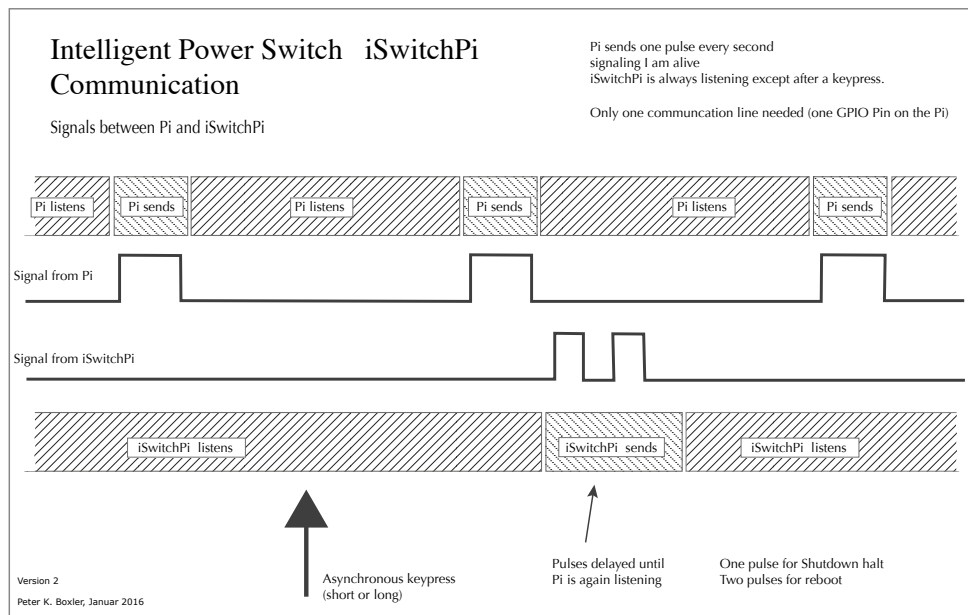 Intelligent Power Switch iSwitchPi
Communication
Signals between Pi and iSwitchPi
Pi sends one pulse every second
signaling I am alive
iSwitchPi is always listening except after a keypress.
Only one communcation line needed (one GPIO Pin on the Pi)
Pi listens
Pi sends
Pi listens
Pi sends
Pi listens
Pi sends
Signal from Pi
Signal from iSwitchPi
iSwitchPi listens
iSwitchPi sends
iSwitchPi listens
Asynchronous keypress
(short or long)
Pulses delayed until
Pi is again listening
One pulse for Shutdown halt
Two pulses for reboot
Version 2
Peter K. Boxler, Januar 2016